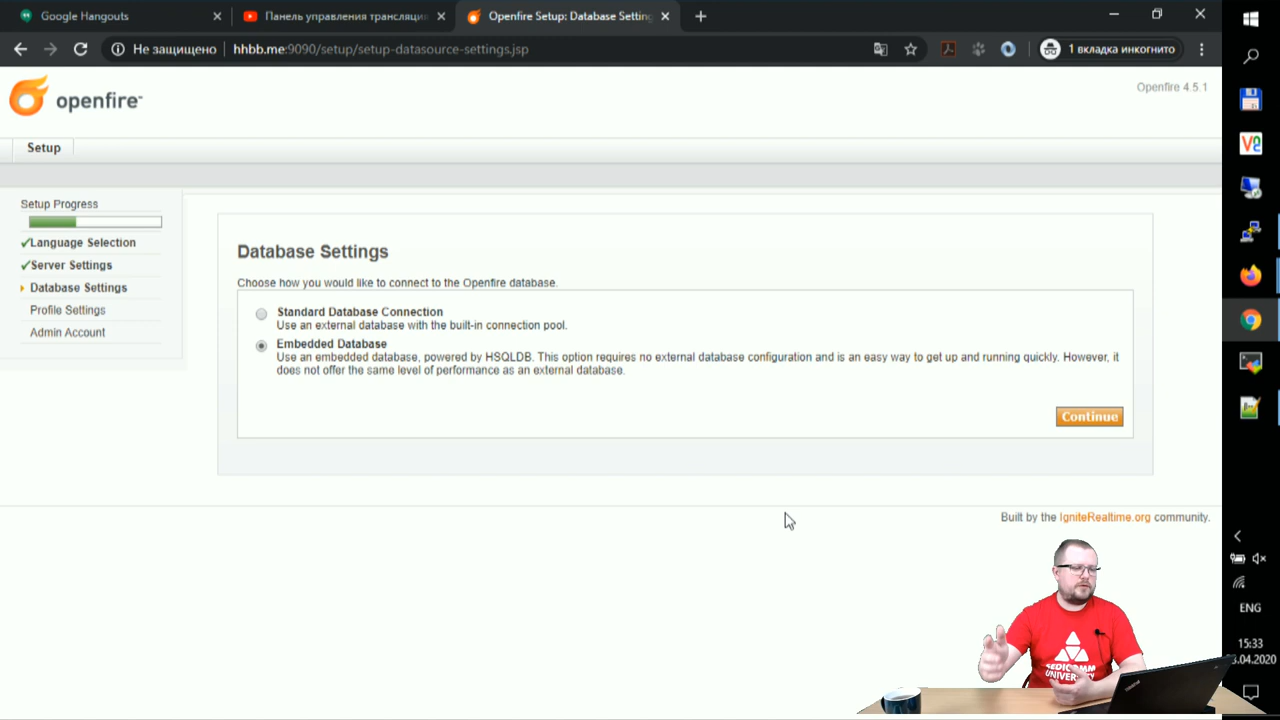 Google Hangouts
Панель управления трансляци
Openfire Setup: Database Setting
Не защищено
hhbb.me:9090/setup/setup-datasource-settings.jsp
1 вкладка инкогнито
openfire
Openfire 4.5.1
Setup
Setup Progress
Language Selection
Server Settings
Database Settings
Profile Settings
Admin Account
Database Settings
Choose how you would like to connect to the Openfire database.
Standard Database Connection
Use an external database with the built-in connection pool.
Embedded Database
Use an embedded database, powered by HSQLDB. This option requires no external database configuration and is an easy way to get up and running quickly. However, it
does not offer the same level of performance as an external database.
Continue
Built by the IgniteRealtime.org community.
ENG
15:33
.04.2020
UNIVERSITY